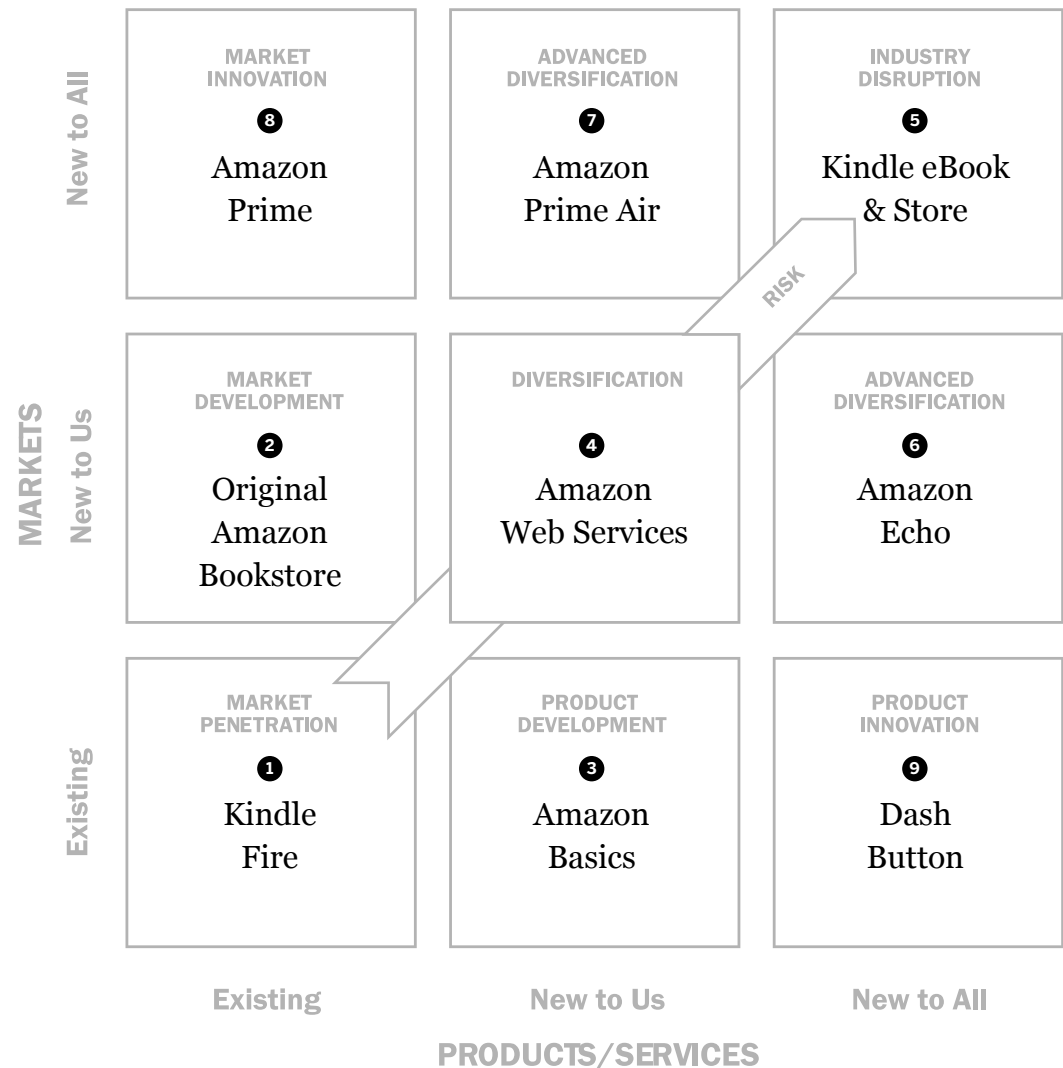 New to All
MARKET
INNOVATION
8
Amazon
Prime
ADVANCED
DIVERSIFICATION
7
Amazon
Prime Air
INDUSTRY
DISRUPTION
5
Kindle eBook
& Store
RISK
MARKETS
New to Us
MARKET
DEVELOPMENT
2
Original
Amazon
Bookstore
DIVERSIFICATION
4
Amazon
Web Services
ADVANCED
DIVERSIFICATION
6
Amazon
Echo
Existing
MARKET
PENETRATION
1
Kindle
Fire
PRODUCT
DEVELOPMENT
3
Amazon
Basics
PRODUCT
INNOVATION
9
Dash
Button
Existing
New to Us
New to All
PRODUCTS/SERVICES